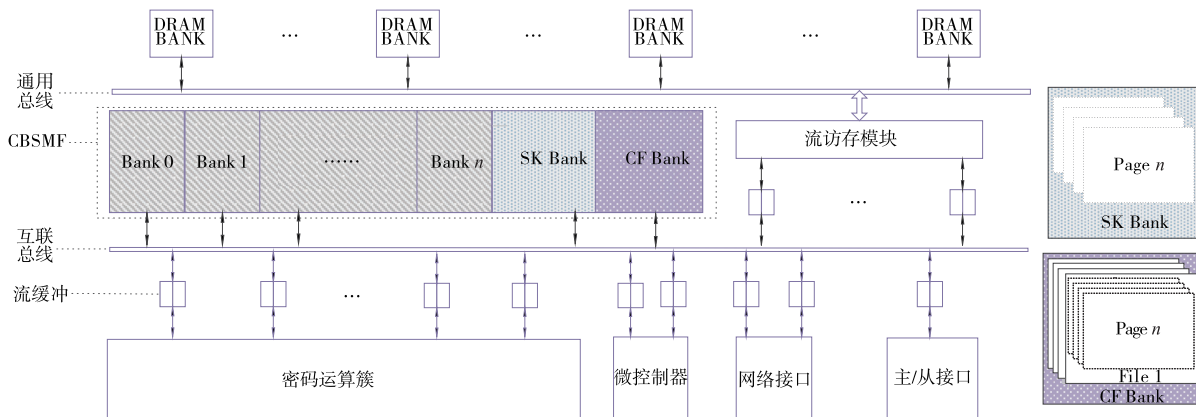 DRAM
BANK
...
DRAM
BANK
...
DRAM
BANK
...
DRAM
BANK
通用
总线
CBSMF
Bank 0
Bank 1
······
Bank n
SK Bank
CF Bank
流访存模块
...
Page n
SK Bank
互联
总线
流缓冲
...
密码运算簇
微控制器
网络接口
主/从接口
Page n
File 1
CF Bank